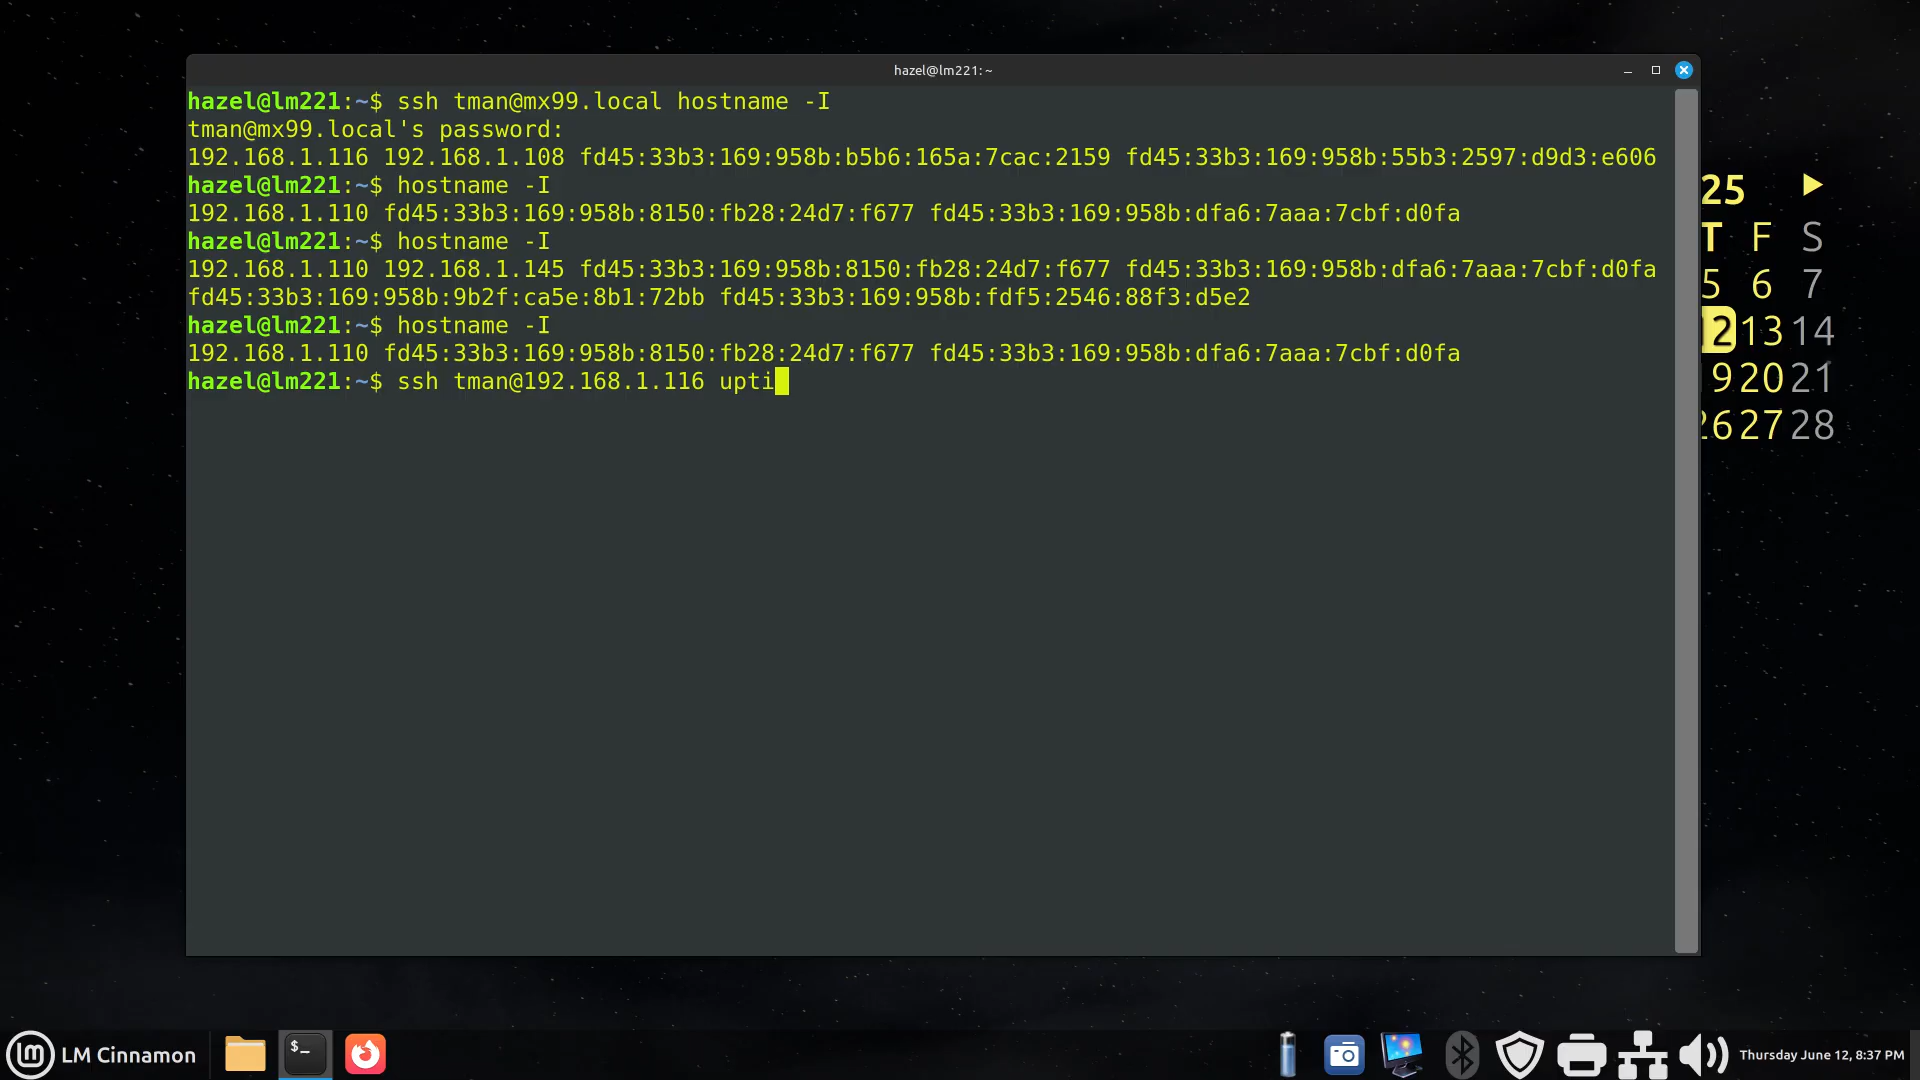 hazel@lm221: ~
hazel@lm221:~$ ssh tman@mx99.local hostname -I
tman@mx99.local's password:
192.168.1.116 192.168.1.108 fd45:33b3:169:958b:b5b6:165a:7cac:2159 fd45:33b3:169:958b:55b3:2597:d9d3:e606
hazel@lm221:~$ hostname -I
192.168.1.110 fd45:33b3:169:958b:8150:fb28:24d7:f677 fd45:33b3:169:958b:dfa6:7aaa:7cbf:d0fa
hazel@lm221:~$ hostname -I
192.168.1.110 192.168.1.145 fd45:33b3:169:958b:8150:fb28:24d7:f677 fd45:33b3:169:958b:dfa6:7aaa:7cbf:d0fa
fd45:33b3:169:958b:9b2f:ca5e:8b1:72bb fd45:33b3:169:958b:fdf5:2546:88f3:d5e2
hazel@lm221:~$ hostname -I
192.168.1.110 fd45:33b3:169:958b:8150:fb28:24d7:f677 fd45:33b3:169:958b:dfa6:7aaa:7cbf:d0fa
hazel@lm221:~$ ssh tman@192.168.1.116 upti
25
T F S
5 6 7
12 13 14
19 20 21
26 27 28
LM Cinnamon
$_
Thursday June 12, 8:37 PM